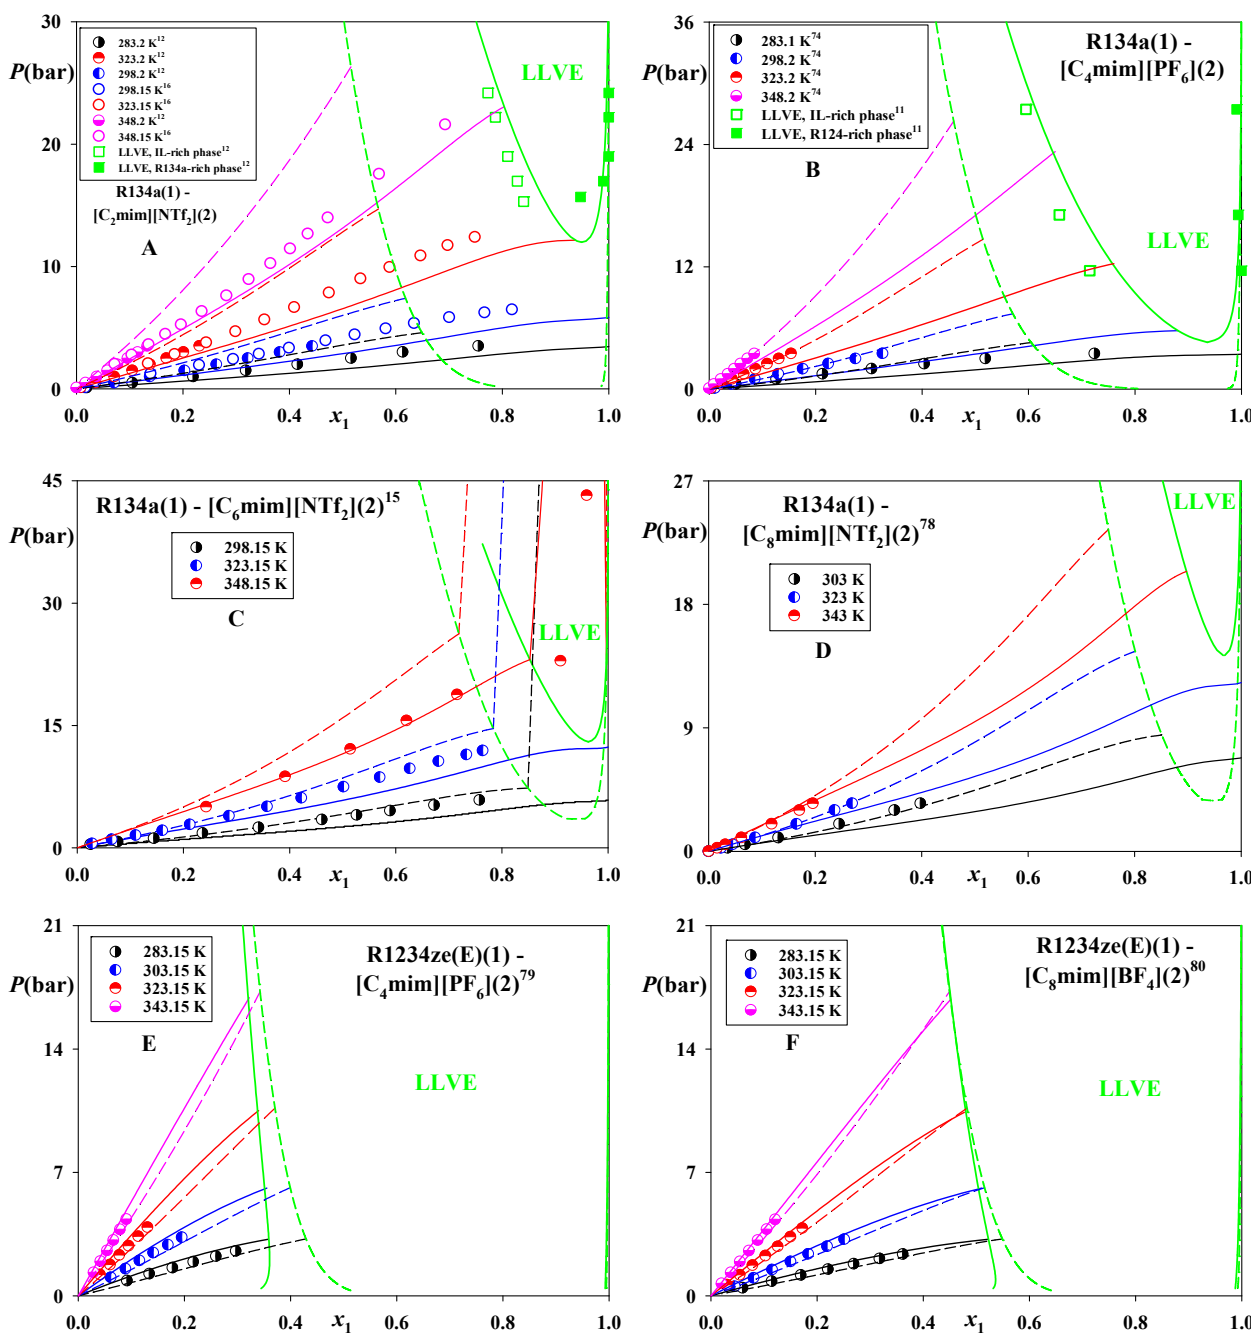 30
P(bar)
20
10
0
283.2 K¹²
323.2 K¹²
298.2 K¹²
298.15 K¹⁶
323.15 K¹⁶
348.2 K¹²
348.15 K¹⁶
LLVE, IL-rich phase¹²
LLVE, R134a-rich phase¹²
R134a(1) -
[C₂mim][NTf₂](2)
A
LLVE
0.0 0.2 0.4 x₁ 0.6 0.8 1.0
36
P(bar)
24
12
0
283.1 K⁷⁴
298.2 K⁷⁴
323.2 K⁷⁴
348.2 K⁷⁴
LLVE, IL-rich phase¹¹
LLVE, R124-rich phase¹¹
R134a(1) -
[C₄mim][PF₆](2)
B
LLVE
0.0 0.2 0.4 x₁ 0.6 0.8 1.0
45
P(bar)
30
15
0
R134a(1) - [C₆mim][NTf₂](2)¹⁵
298.15 K
323.15 K
348.15 K
C
LLVE
0.0 0.2 0.4 x₁ 0.6 0.8 1.0
27
P(bar)
18
9
0
R134a(1) -
[C₈mim][NTf₂](2)⁷⁸
303 K
323 K
343 K
D
LLVE
0.0 0.2 0.4 x₁ 0.6 0.8 1.0
21
P(bar)
14
7
0
283.15 K
303.15 K
323.15 K
343.15 K
E
R1234ze(E)(1) -
[C₄mim][PF₆](2)⁷⁹
LLVE
0.0 0.2 0.4 x₁ 0.6 0.8 1.0
21
P(bar)
14
7
0
283.15 K
303.15 K
323.15 K
343.15 K
F
R1234ze(E)(1) -
[C₈mim][BF₄](2)⁸⁰
LLVE
0.0 0.2 0.4 x₁ 0.6 0.8 1.0